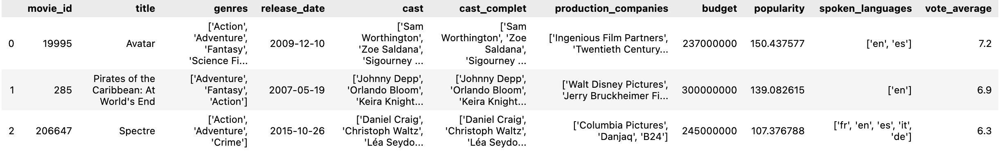 movie_id title genres release_date cast cast_complet production_companies budget popularity spoken_languages vote_average
['Action', ['Sam ['Sam
'Adventure', Worthington', Worthington', 'Zoe ['Ingenious Film Partners',
0 19995 Avatar 2009-12-10 237000000 150.437577 ['en', 'es'] 7.2
'Fantasy', 'Zoe Saldana', Saldana', 'Twentieth Century...
'Science Fi... 'Sigourney ... 'Sigourney ...
Pirates of the ['Adventure', ['Johnny Depp', ['Johnny Depp', ['Walt Disney Pictures',
1 285 Caribbean: At 'Fantasy', 2007-05-19 'Orlando Bloom', 'Orlando Bloom', 300000000 139.082615 ['en'] 6.9
'Jerry Bruckheimer Fi...
World's End 'Action'] 'Keira Knight... 'Keira Knight...
['Action', ['Daniel Craig', ['Daniel Craig', ['Columbia Pictures', ['fr', 'en', 'es', 'it',
2 206647 Spectre 'Adventure', 2015-10-26 'Christoph Waltz', 'Christoph Waltz', 245000000 107.376788 6.3
'Danjaq', 'B24'] 'de']
'Crime'] 'Léa Seydo... 'Léa Seydo...